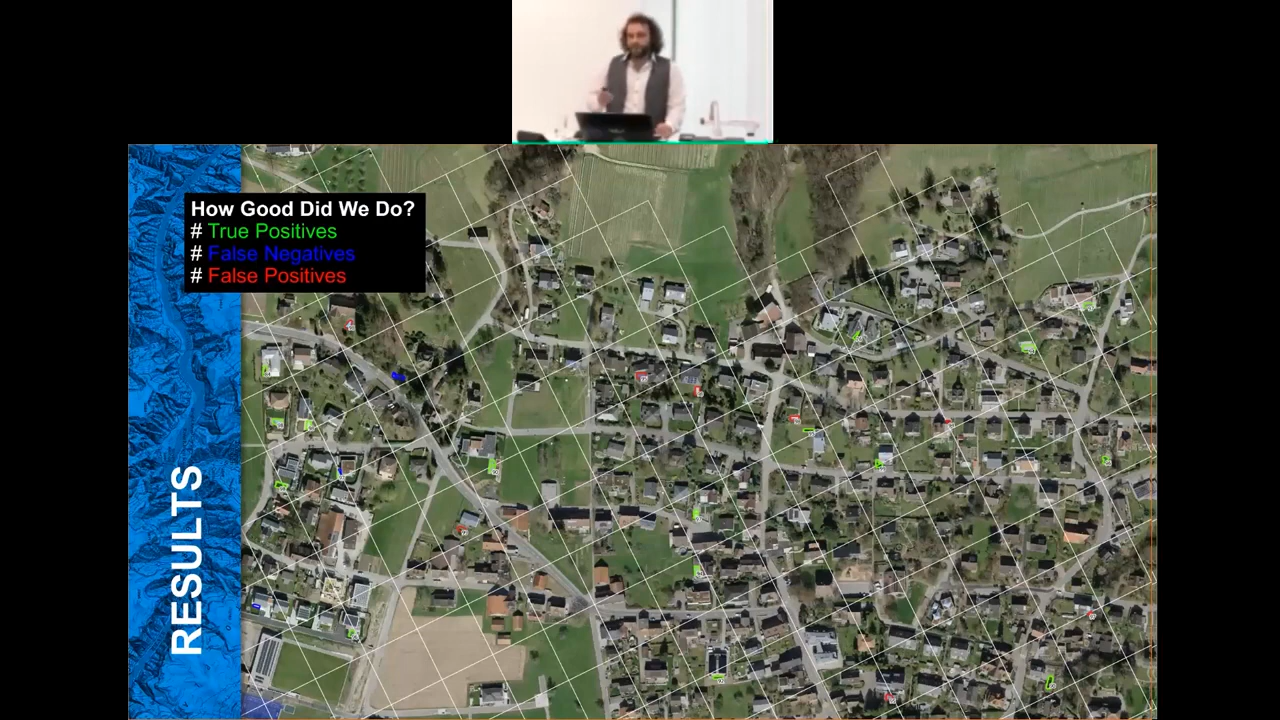 How Good Did We Do?
# True Positives
# False Negatives
# False Positives
RESULTS